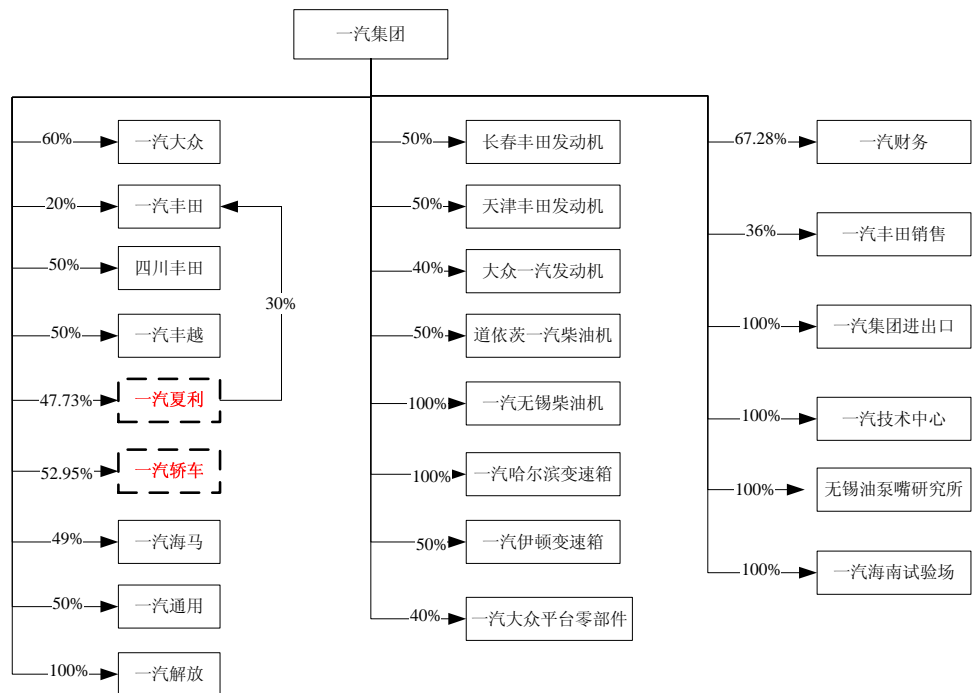 一汽集团
60%
一汽大众
20%
一汽丰田
50%
四川丰田
30%
50%
一汽丰越
47.73%
一汽夏利
52.95%
一汽轿车
49%
一汽海马
50%
一汽通用
100%
一汽解放
50%
长春丰田发动机
50%
天津丰田发动机
40%
大众一汽发动机
50%
道依茨一汽柴油机
100%
一汽无锡柴油机
100%
一汽哈尔滨变速箱
50%
一汽伊顿变速箱
40%
一汽大众平台零部件
67.28%
一汽财务
36%
一汽丰田销售
100%
一汽集团进出口
100%
一汽技术中心
100%
无锡油泵嘴研究所
100%
一汽海南试验场